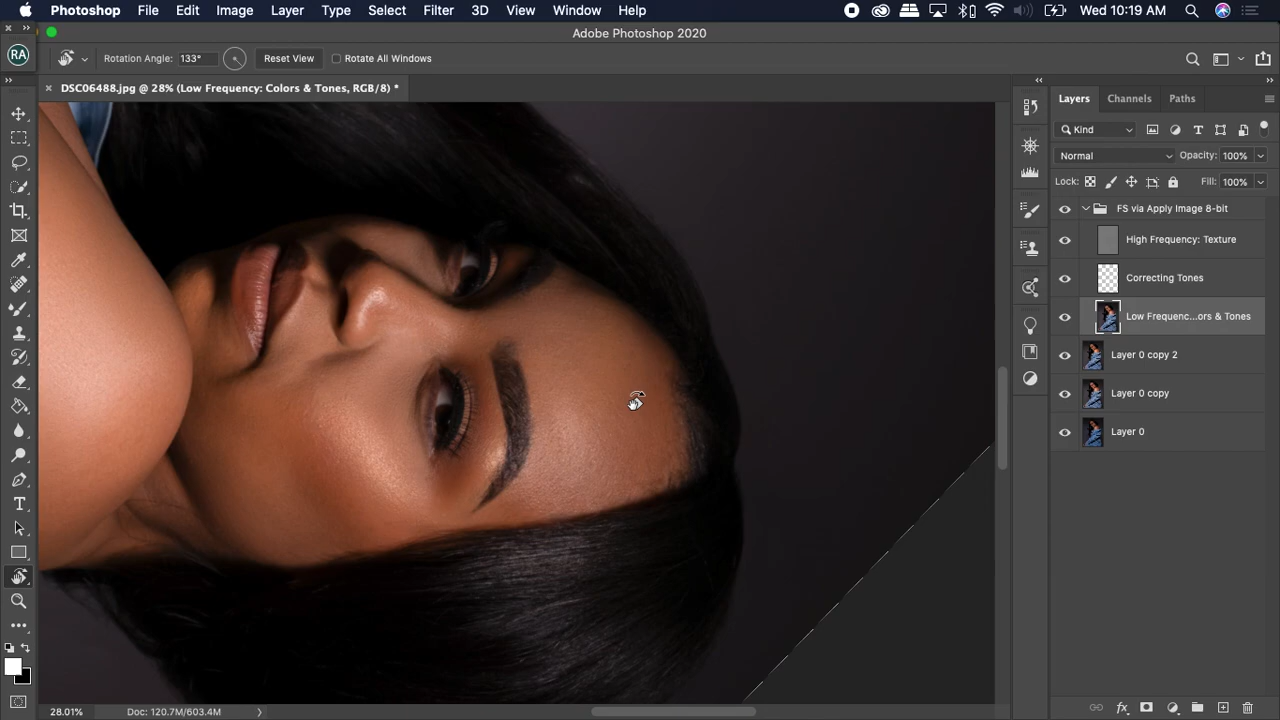 Photoshop File Edit Image Layer Type Select Filter 3D View Window Help Wed 10:19 AM
Adobe Photoshop 2020
RA Rotation Angle: 133° Reset View Rotate All Windows
DSC06488.jpg @ 28% (Low Frequency: Colors & Tones, RGB/8) *
Layers Channels Paths
Kind
Normal Opacity: 100%
Lock: Fill: 100%
FS via Apply Image 8-bit
High Frequency: Texture
Correcting Tones
Low Frequenc...ors & Tones
Layer 0 copy 2
Layer 0 copy
Layer 0
28.01% Doc: 120.7M/603.4M